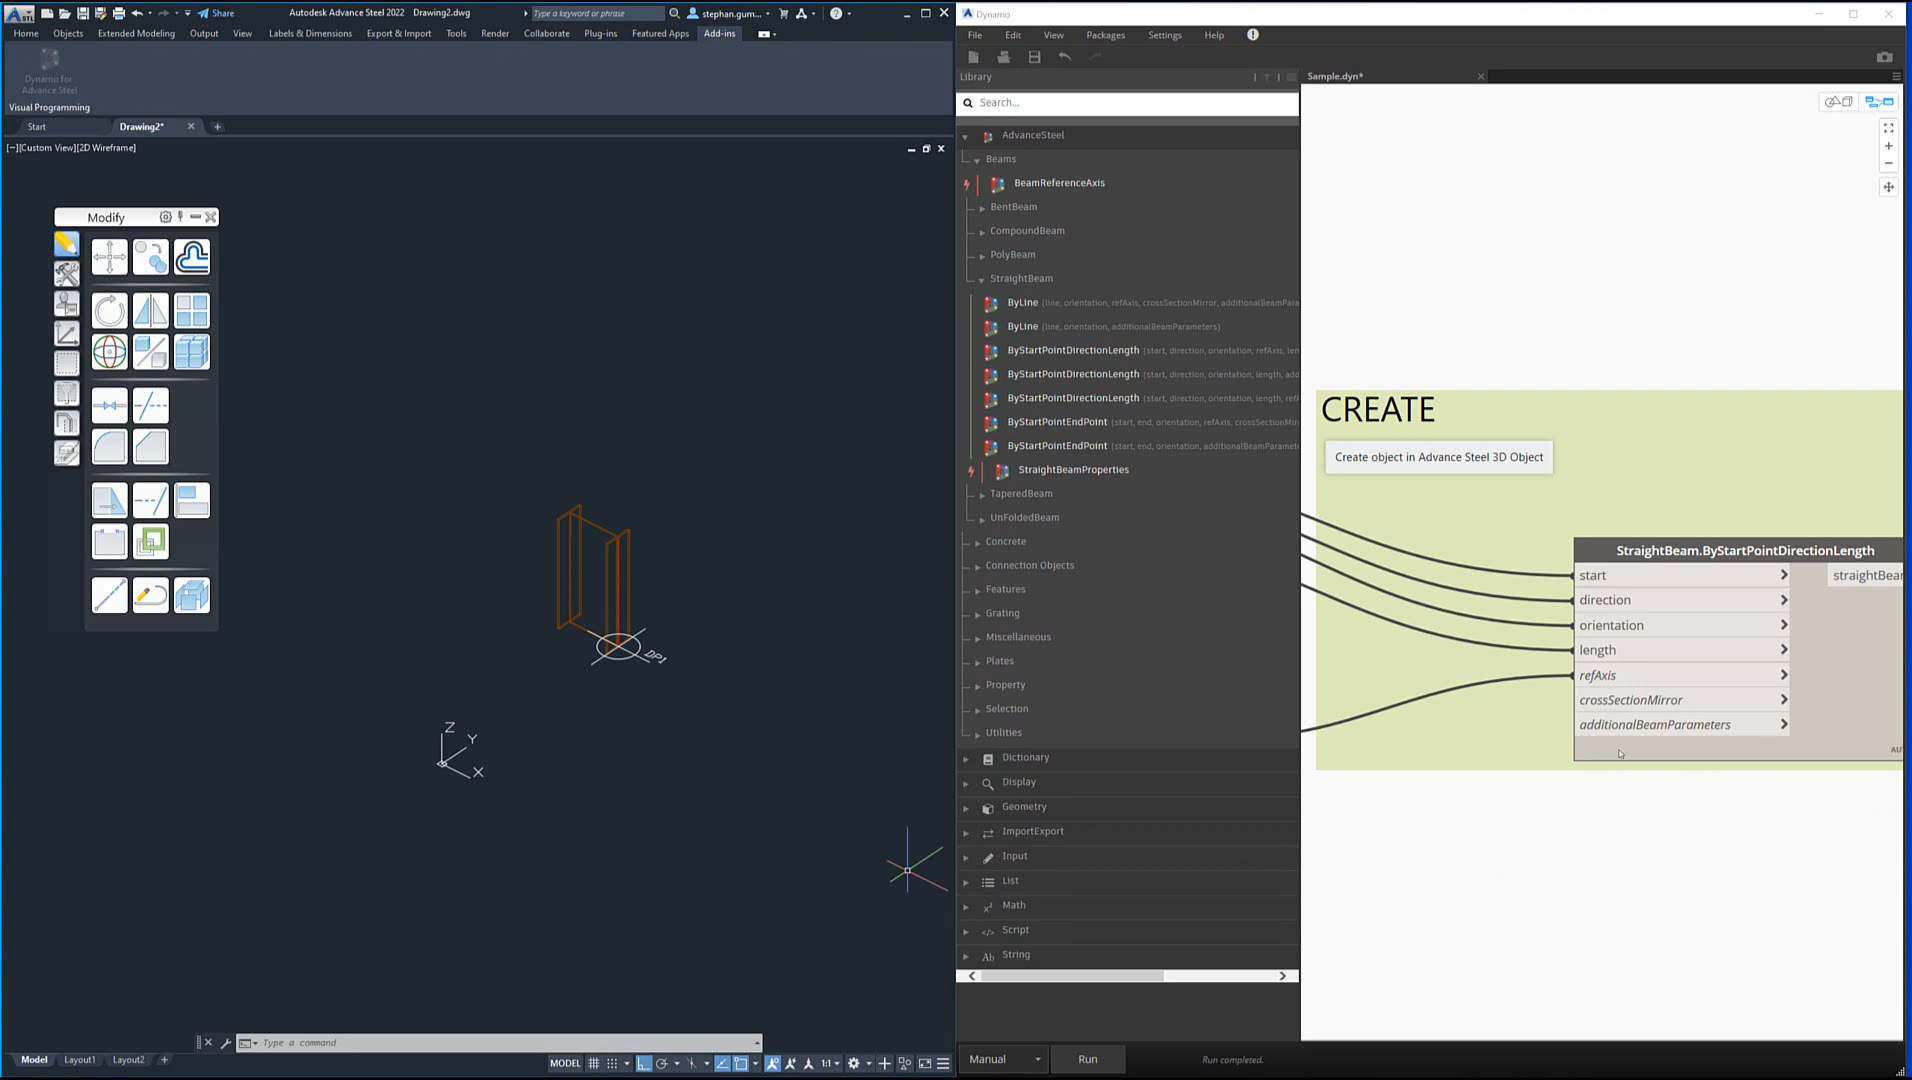 Share
Autodesk Advance Steel 2022 Drawing2.dwg
Type a keyword or phrase
stephan.gum...
Home Objects Extended Modeling Output View Labels & Dimensions Export & Import Tools Render Collaborate Plug-ins Featured Apps Add-ins
Dynamo for
Advance Steel
Visual Programming
Start Drawing2*
[−][Custom View][2D Wireframe]
Modify
DP1
Z
Y
X
Type a command
Model Layout1 Layout2
MODEL
1:1
Dynamo
File Edit View Packages Settings Help
Library
Search...
AdvanceSteel
Beams
BeamReferenceAxis
BentBeam
CompoundBeam
PolyBeam
StraightBeam
ByLine (line, orientation, refAxis, crossSectionMirror, additionalBeamPara
ByLine (line, orientation, additionalBeamParameters)
ByStartPointDirectionLength (start, direction, orientation, refAxis, len
ByStartPointDirectionLength (start, direction, orientation, length, add
ByStartPointDirectionLength (start, direction, orientation, length, ref
ByStartPointEndPoint (start, end, orientation, refAxis, crossSectionMir
ByStartPointEndPoint (start, end, orientation, additionalBeamParamete
StraightBeamProperties
TaperedBeam
UnFoldedBeam
Concrete
Connection Objects
Features
Grating
Miscellaneous
Plates
Property
Selection
Utilities
Dictionary
Display
Geometry
ImportExport
Input
List
Math
Script
String
Manual Run Run completed.
Sample.dyn*
CREATE
Create object in Advance Steel 3D Object
StraightBeam.ByStartPointDirectionLength
start
straightBea
direction
orientation
length
refAxis
crossSectionMirror
additionalBeamParameters
AU